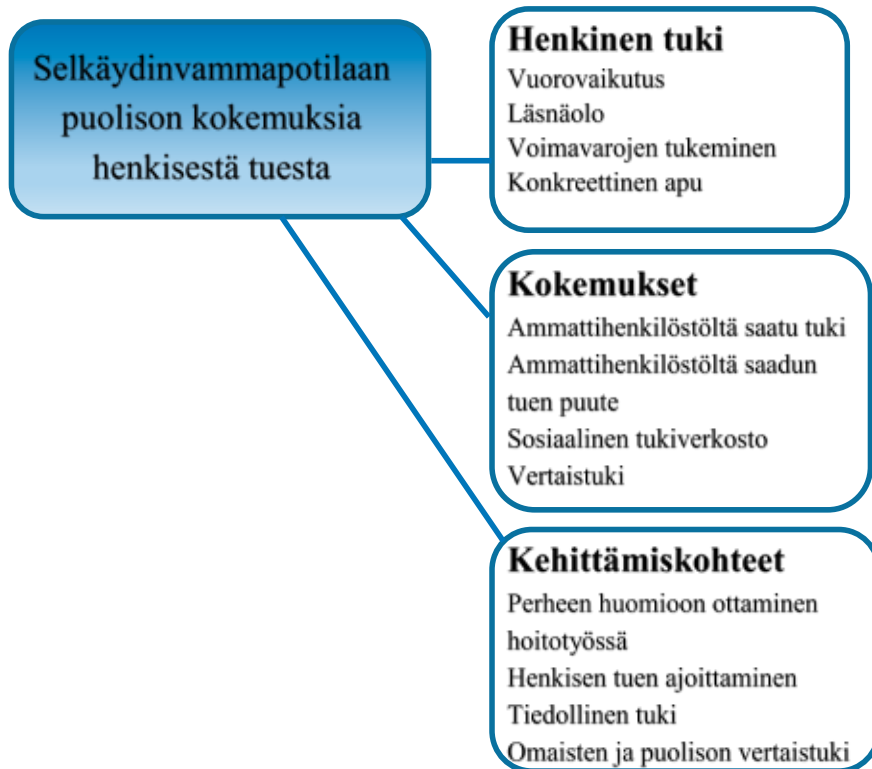 Selkäydinvammapotilaan
puolison kokemuksia
henkisestä tuesta
Henkinen tuki
Vuorovaikutus
Läsnäolo
Voimavarojen tukeminen
Konkreettinen apu
Kokemukset
Ammattihenkilöstöltä saatu tuki
Ammattihenkilöstöltä saadun
tuen puute
Sosiaalinen tukiverkosto
Vertaistuki
Kehittämiskohteet
Perheen huomioon ottaminen
hoitotyössä
Henkisen tuen ajoittaminen
Tiedollinen tuki
Omaisten ja puolison vertaistuki